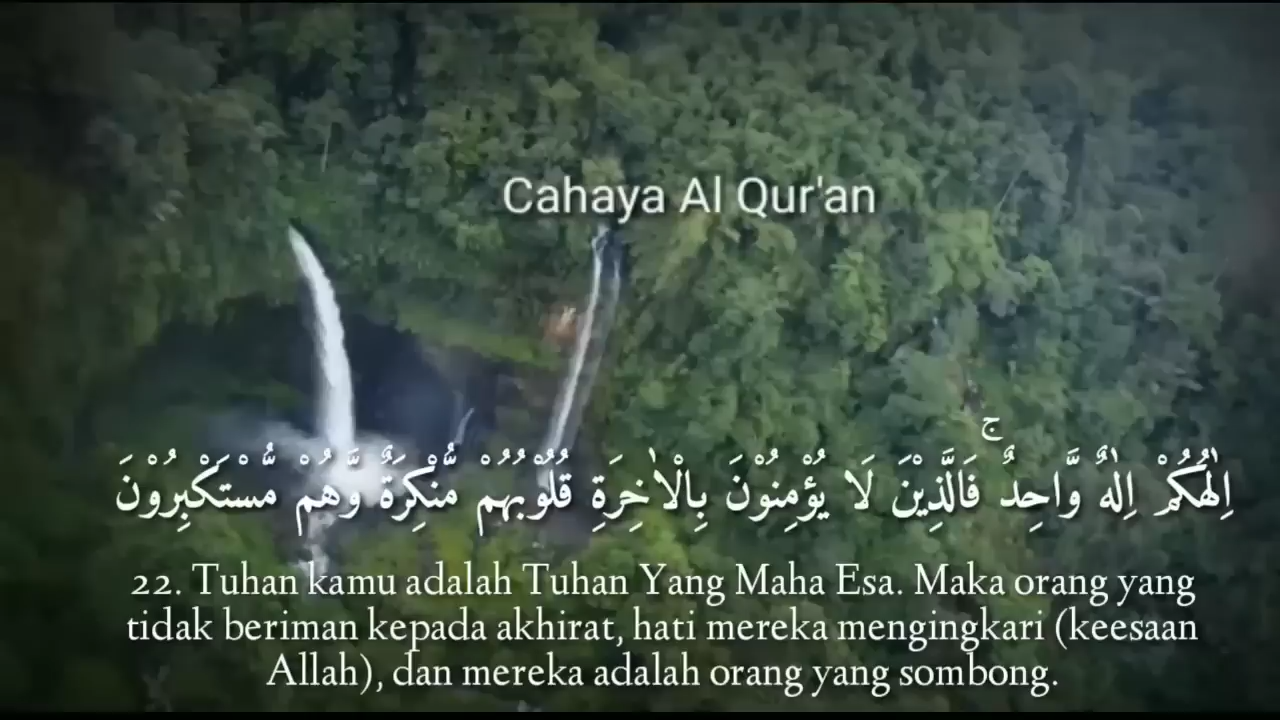 Cahaya Al Qur'an
اِلٰهُكُمْ اِلٰهٌ وَّاحِدٌۚ فَالَّذِيْنَ لَا يُؤْمِنُوْنَ بِالْاٰخِرَةِ قُلُوْبُهُمْ مُّنْكِرَةٌ وَّهُمْ مُّسْتَكْبِرُوْنَ
22. Tuhan kamu adalah Tuhan Yang Maha Esa. Maka orang yang
tidak beriman kepada akhirat, hati mereka mengingkari (keesaan
Allah), dan mereka adalah orang yang sombong.